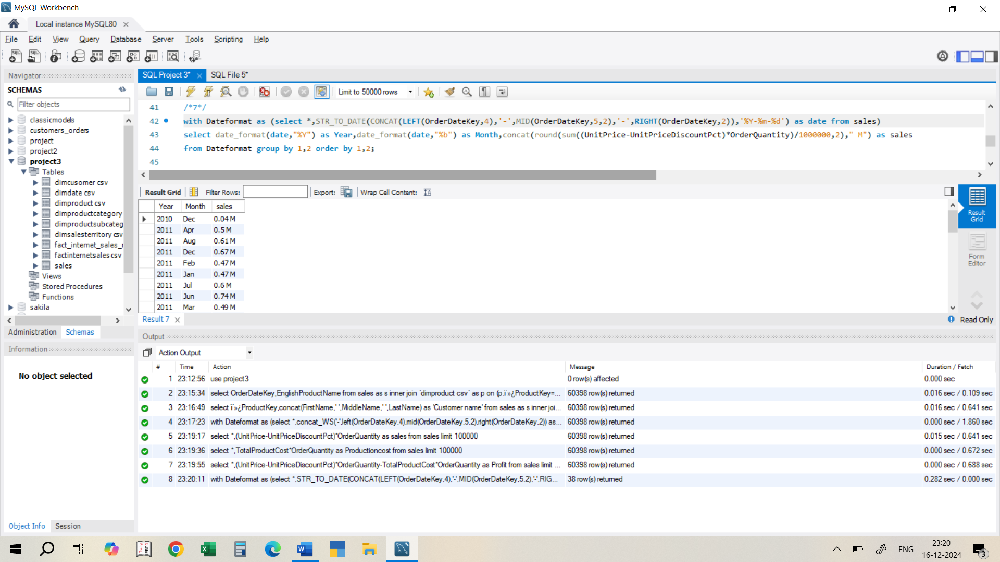 MySQL Workbench
Local instance MySQL80
File Edit View Query Database Server Tools Scripting Help
Navigator
SCHEMAS
Filter objects
classicmodels
customers_orders
project
project2
project3
Tables
dimcusomer csv
dimdate csv
dimproduct csv
dimproductcategory
dimproductsubcateg
dimsalesterritory csv
fact_internet_sales_
factinternetsales csv
sales
Views
Stored Procedures
Functions
sakila
Administration Schemas
Information
No object selected
Object Info Session
SQL Project 3* SQL File 5*
Limit to 50000 rows
41 /*7*/
42 with Dateformat as (select *,STR_TO_DATE(CONCAT(LEFT(OrderDateKey,4),'-',MID(OrderDateKey,5,2),'-',RIGHT(OrderDateKey,2)),'%Y-%m-%d') as date from sales)
43 select date_format(date,"%Y") as Year,date_format(date,"%b") as Month,concat(round(sum((UnitPrice-UnitPriceDiscountPct)*OrderQuantity)/1000000,2)," M") as sales
44 from Dateformat group by 1,2 order by 1,2;
45
Result Grid Filter Rows: Export: Wrap Cell Content:
Year Month sales
2010 Dec 0.04 M
2011 Apr 0.5 M
2011 Aug 0.61 M
2011 Dec 0.67 M
2011 Feb 0.47 M
2011 Jan 0.47 M
2011 Jul 0.6 M
2011 Jun 0.74 M
2011 Mar 0.49 M
Result Grid
Form Editor
Result 7
Read Only
Output
Action Output
# Time Action Message Duration / Fetch
1 23:12:56 use project3 0 row(s) affected 0.000 sec
2 23:15:34 select OrderDateKey,EnglishProductName from sales as s inner join `dimproduct csv` as p on (p.ï»¿ProductKey=... 60398 row(s) returned 0.016 sec / 0.109 sec
3 23:16:49 select ï»¿ProductKey,concat(FirstName,' ',MiddleName,' ',LastName) as 'Customer name' from sales as s inner joi... 60398 row(s) returned 0.016 sec / 0.641 sec
4 23:17:23 with Dateformat as (select *,concat_WS('-',left(OrderDateKey,4),mid(OrderDateKey,5,2),right(OrderDateKey,2)) as... 60398 row(s) returned 0.000 sec / 1.860 sec
5 23:19:17 select *,(UnitPrice-UnitPriceDiscountPct)*OrderQuantity as sales from sales limit 100000 60398 row(s) returned 0.015 sec / 0.641 sec
6 23:19:36 select *,TotalProductCost*OrderQuantity as Productioncost from sales limit 100000 60398 row(s) returned 0.000 sec / 0.672 sec
7 23:19:55 select *,(UnitPrice-UnitPriceDiscountPct)*OrderQuantity-TotalProductCost*OrderQuantity as Profit from sales limit ... 60398 row(s) returned 0.000 sec / 0.688 sec
8 23:20:11 with Dateformat as (select *,STR_TO_DATE(CONCAT(LEFT(OrderDateKey,4),'-',MID(OrderDateKey,5,2),'-',RIG... 38 row(s) returned 0.282 sec / 0.000 sec
ENG
23:20
16-12-2024
3